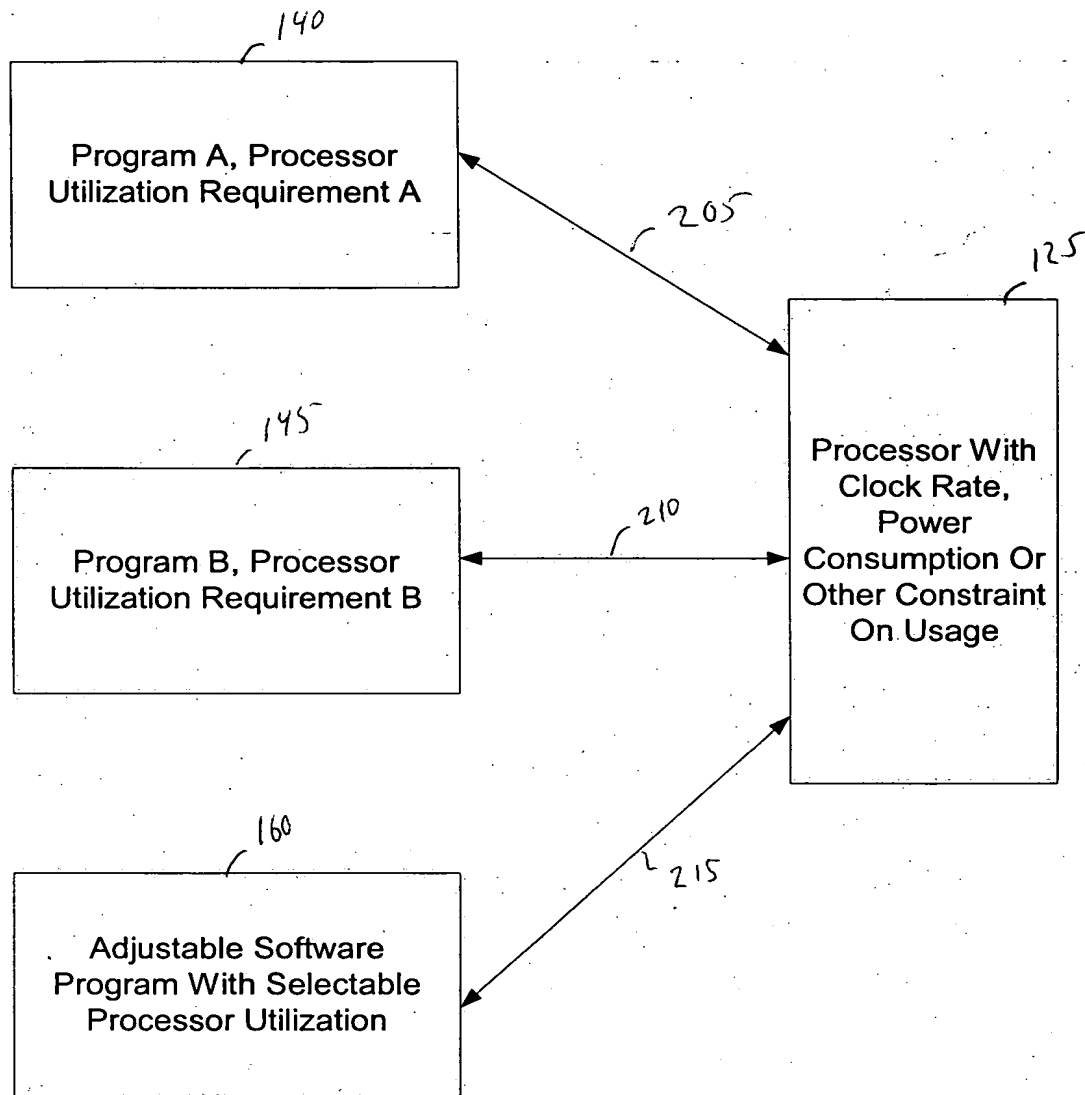 140
Program A, Processor
Utilization Requirement A
205
125
145
Program B, Processor
Utilization Requirement B
210
Processor With
Clock Rate,
Power
Consumption Or
Other Constraint
On Usage
160
215
Adjustable Software
Program With Selectable
Processor Utilization